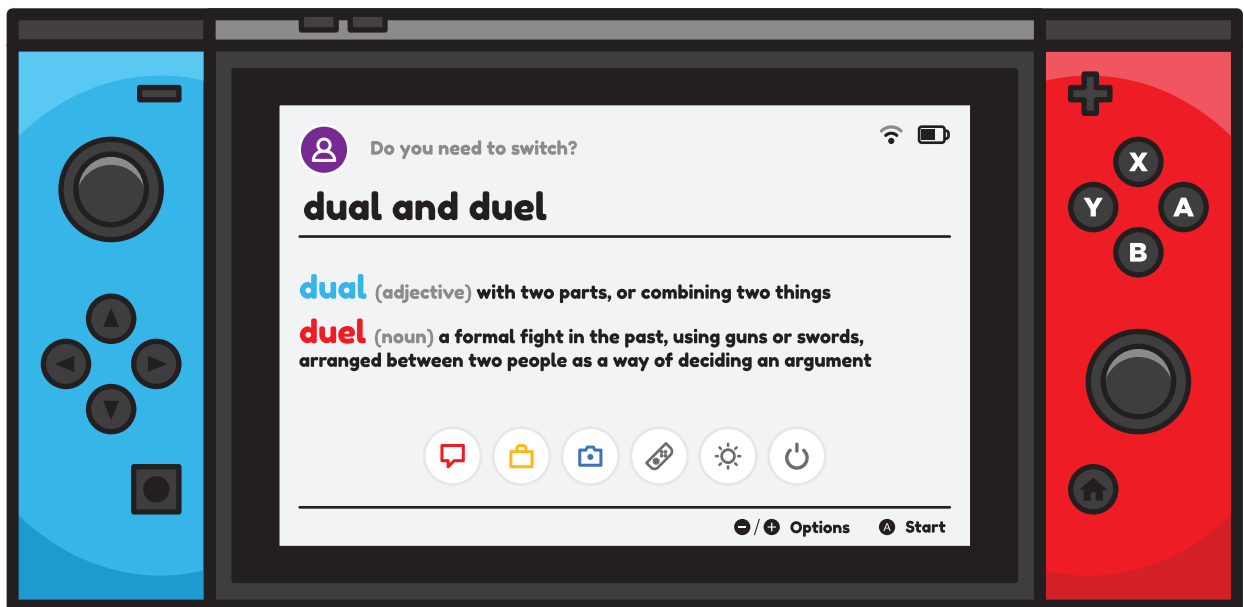 Do you need to switch?
dual and duel
dual (adjective) with two parts, or combining two things
duel (noun) a formal fight in the past, using guns or swords,
arranged between two people as a way of deciding an argument
X
Y A
B
/ Options A Start